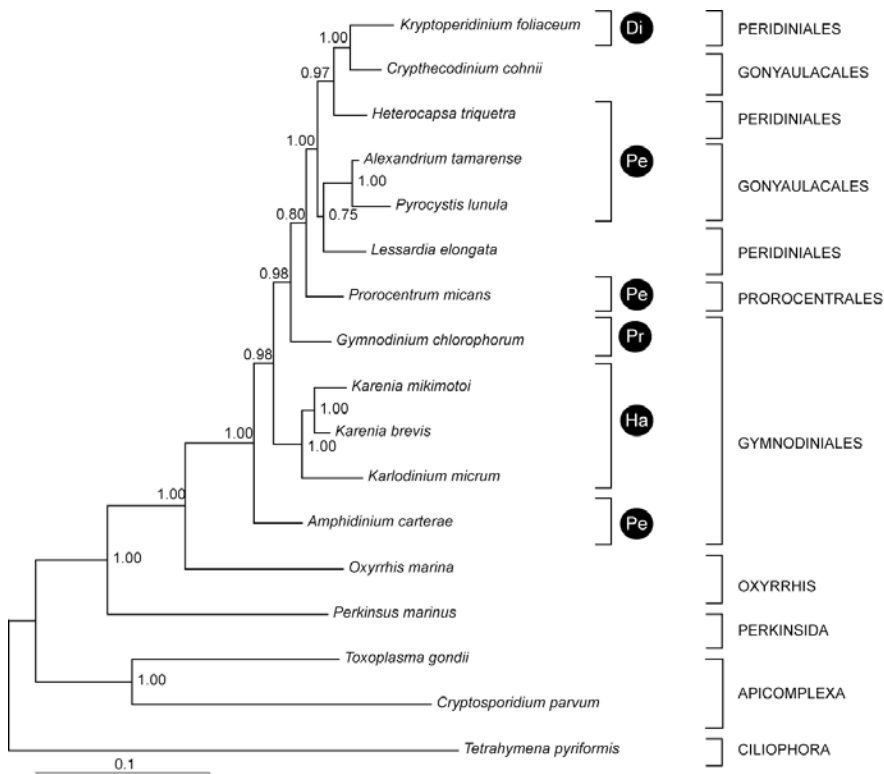 Kryptoperidinium foliaceum Di PERIDINIALES
1.00
Crypthecodinium cohnii GONYAULACALES
0.97
Heterocapsa triquetra PERIDINIALES
1.00
Alexandrium tamarense Pe
1.00 GONYAULACALES
Pyrocystis lunula
0.80 0.75
Lessardia elongata PERIDINIALES
0.98
Prorocentrum micans Pe PROROCENTRALES
Gymnodinium chlorophorum Pr
0.98
Karenia mikimotoi
1.00 Ha
Karenia brevis
1.00 1.00 GYMNODINIALES
Karlodinium micrum
1.00
Amphidinium carterae Pe
1.00
Oxyrrhis marina OXYRRHIS
Perkinsus marinus PERKINSIDA
Toxoplasma gondii
1.00 APICOMPLEXA
Cryptosporidium parvum
Tetrahymena pyriformis CILIOPHORA
0.1